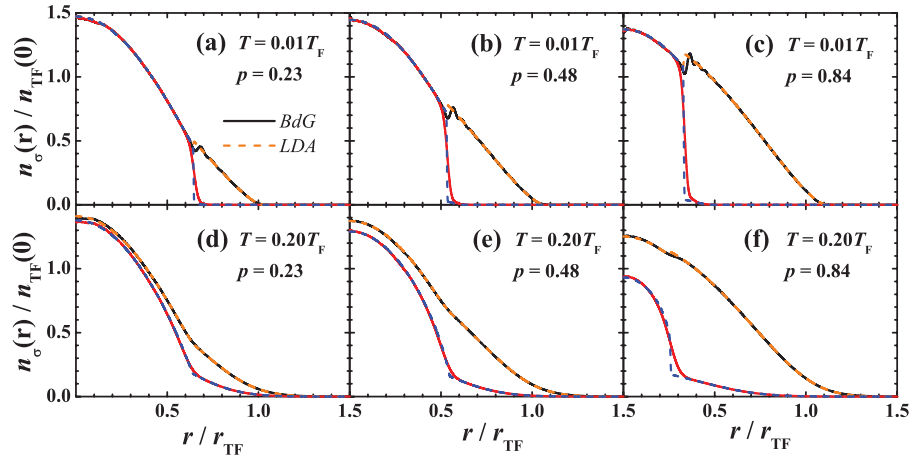 1.5
1.0
0.5
0.0
n_σ(r) / n_TF(0)
(a) T = 0.01T_F
p = 0.23
BdG
LDA
(b) T = 0.01T_F
p = 0.48
(c) T = 0.01T_F
p = 0.84
1.0
0.5
0.0
n_σ(r) / n_TF(0)
(d) T = 0.20T_F
p = 0.23
(e) T = 0.20T_F
p = 0.48
(f) T = 0.20T_F
p = 0.84
0.5 1.0 1.5 0.5 1.0 1.5 0.5 1.0 1.5
r / r_TF r / r_TF r / r_TF